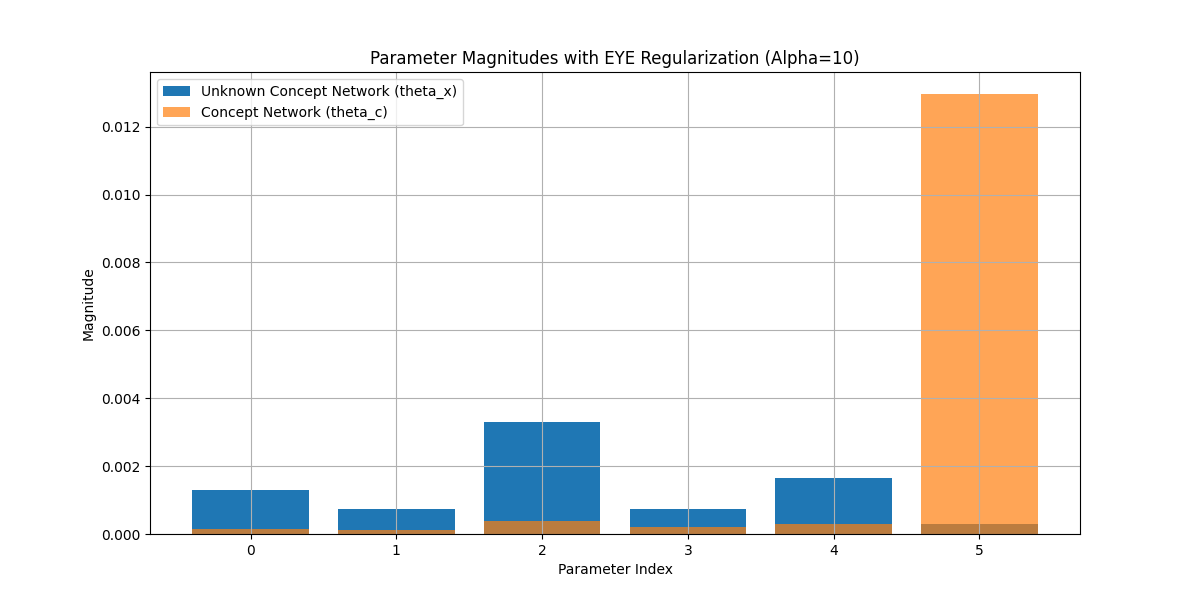 Parameter Magnitudes with EYE Regularization (Alpha=10)
Unknown Concept Network (theta_x)
Concept Network (theta_c)
0.012
0.010
0.008
0.006
0.004
0.002
0.000
Magnitude
0 1 2 3 4 5
Parameter Index